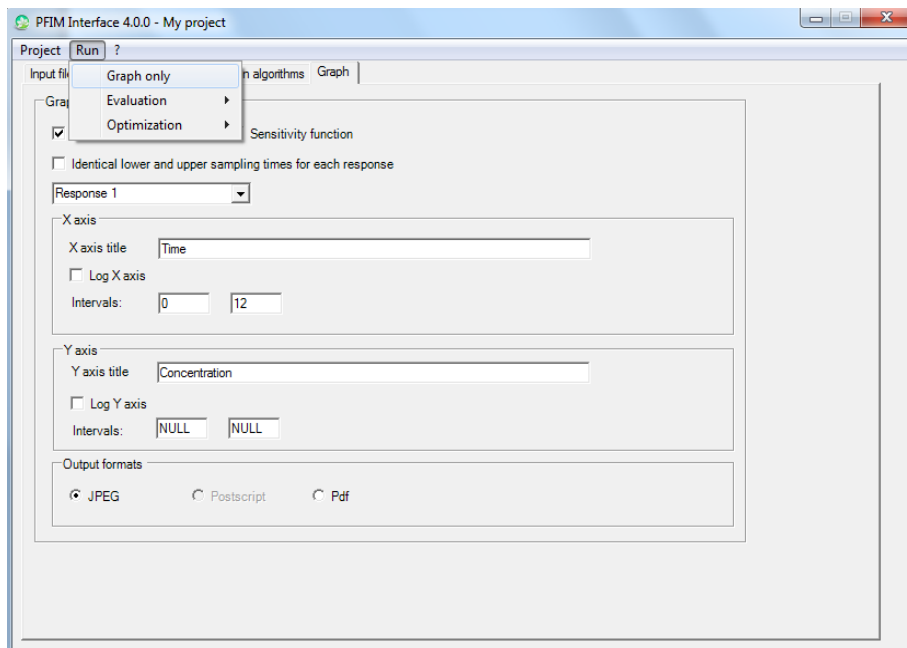 PFIM Interface 4.0.0 - My project
Project Run ?
Input fil n algorithms Graph
Graph only
Evaluation
Optimization
Gra
Sensitivity function
Identical lower and upper sampling times for each response
Response 1
X axis
X axis title Time
Log X axis
Intervals: 0 12
Y axis
Y axis title Concentration
Log Y axis
Intervals: NULL NULL
Output formats
JPEG Postscript Pdf